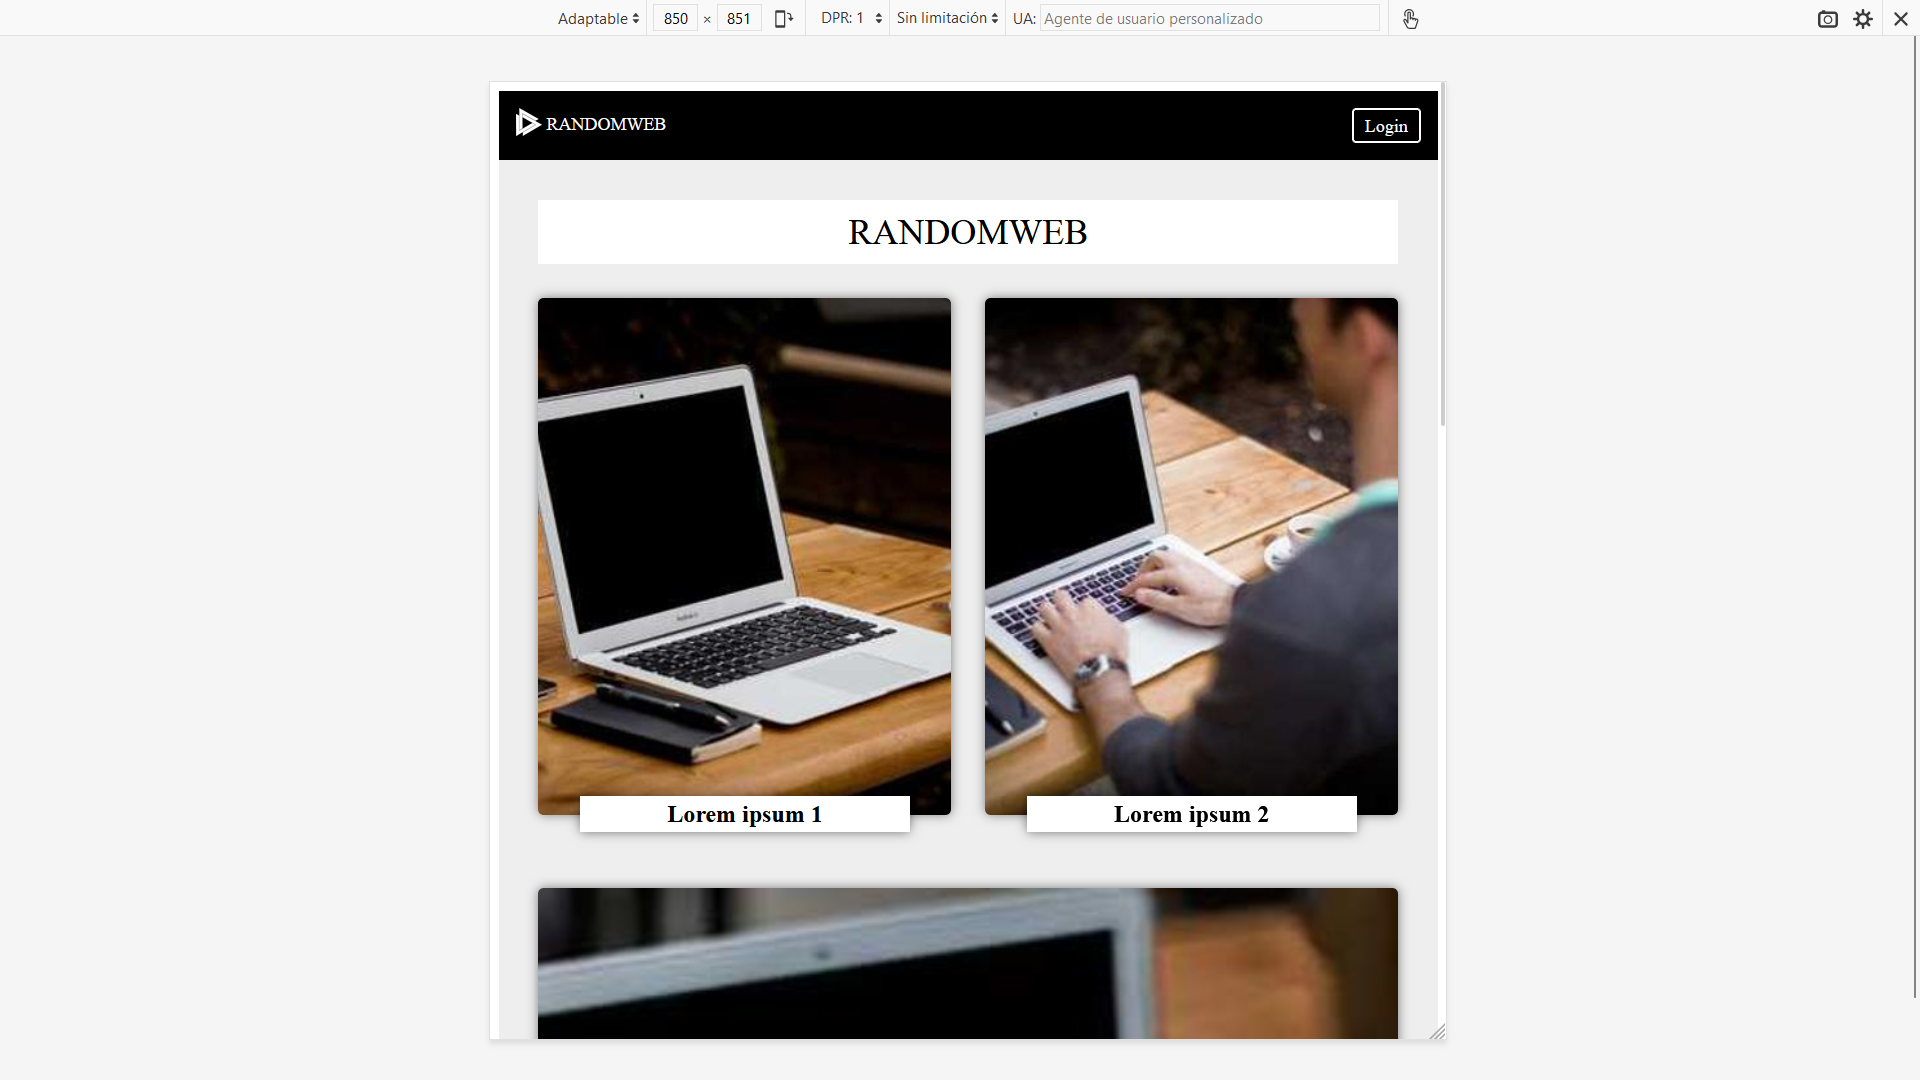 Adaptable 850 × 851 DPR: 1 Sin limitación UA: Agente de usuario personalizado
RANDOMWEB Login
RANDOMWEB
Lorem ipsum 1 Lorem ipsum 2